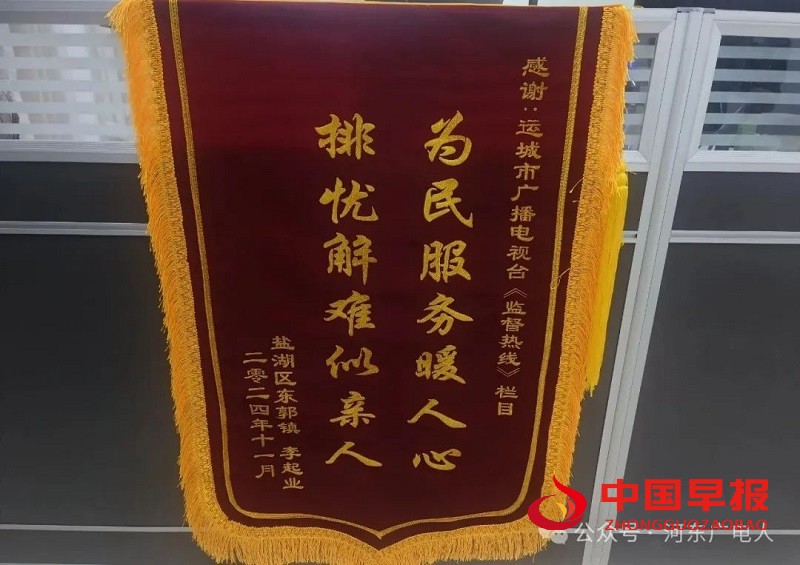 感谢：运城市广播电视台《监督热线》栏目
为民服务暖人心
排忧解难似亲人
盐湖区东郭镇 李起业
二零二四年十一月
中国早报
ZHONGGUOZAOBAO
公众号·河东广电人